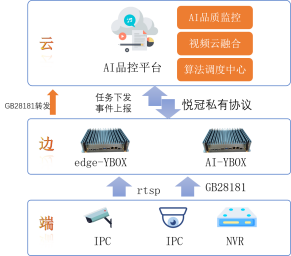 云
AI品控平台
AI品质监控
视频云融合
算法调度中心
GB28181转发
任务下发
事件上报
悦冠私有协议
边
edge-YBOX
AI-YBOX
rtsp
GB28181
端
IPC
IPC
NVR